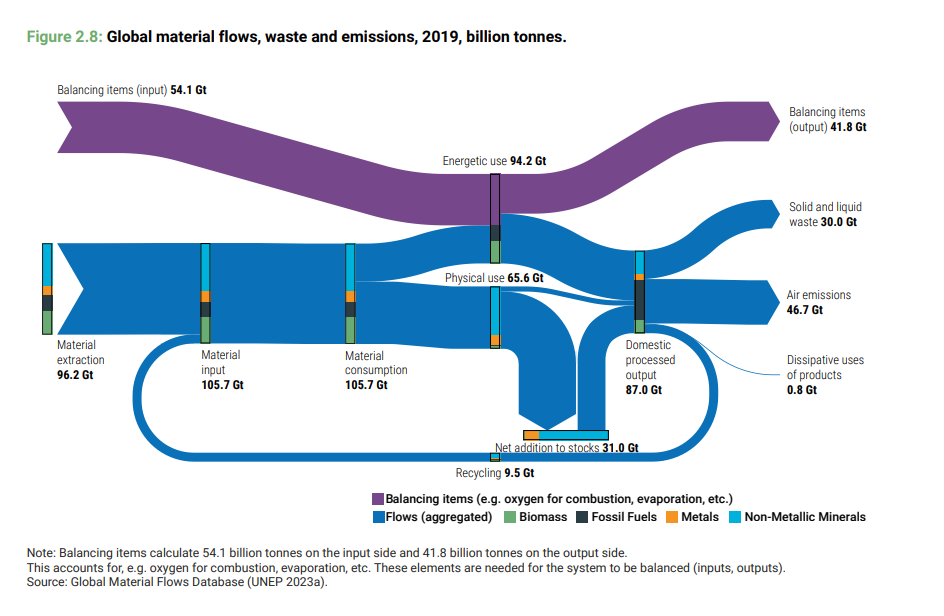 Figure 2.8: Global material flows, waste and emissions, 2019, billion tonnes.
Balancing items (input) 54.1 Gt
Balancing items
(output) 41.8 Gt
Energetic use 94.2 Gt
Solid and liquid
waste 30.0 Gt
Physical use 65.6 Gt
Air emissions
46.7 Gt
Material
extraction
96.2 Gt
Material
input
105.7 Gt
Material
consumption
105.7 Gt
Domestic
processed
output
87.0 Gt
Dissipative uses
of products
0.8 Gt
Net addition to stocks 31.0 Gt
Recycling 9.5 Gt
Balancing items (e.g. oxygen for combustion, evaporation, etc.)
Flows (aggregated) Biomass Fossil Fuels Metals Non-Metallic Minerals
Note: Balancing items calculate 54.1 billion tonnes on the input side and 41.8 billion tonnes on the output side.
This accounts for, e.g. oxygen for combustion, evaporation, etc. These elements are needed for the system to be balanced (inputs, outputs).
Source: Global Material Flows Database (UNEP 2023a).